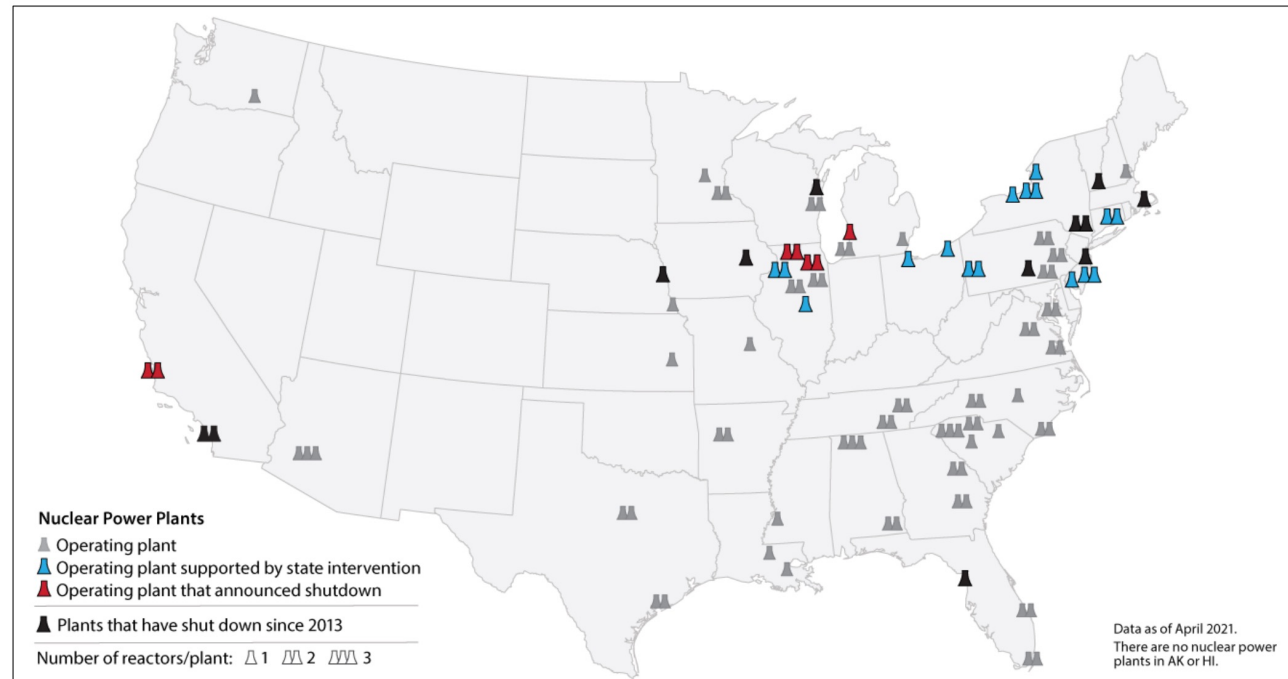 Nuclear Power Plants
Operating plant
Operating plant supported by state intervention
Operating plant that announced shutdown
Plants that have shut down since 2013
Number of reactors/plant: 1 2 3
Data as of April 2021.
There are no nuclear power
plants in AK or HI.